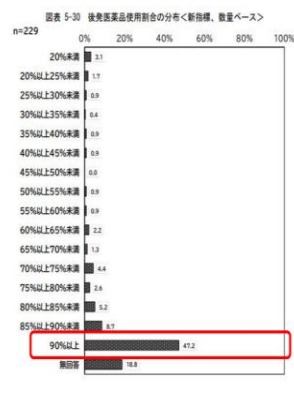 図表 5-30 後発医薬品使用割合の分布＜新指標、数量ベース＞
n=229
0% 20% 40% 60% 80% 100%
20%未満 3.1
20%以上25%未満 1.7
25%以上30%未満 0.9
30%以上35%未満 0.4
35%以上40%未満 0.9
40%以上45%未満 0.9
45%以上50%未満 0.0
50%以上55%未満 0.9
55%以上60%未満 0.9
60%以上65%未満 2.2
65%以上70%未満 1.3
70%以上75%未満 4.4
75%以上80%未満 2.6
80%以上85%未満 5.2
85%以上90%未満 8.7
90%以上 47.2
無回答 18.8